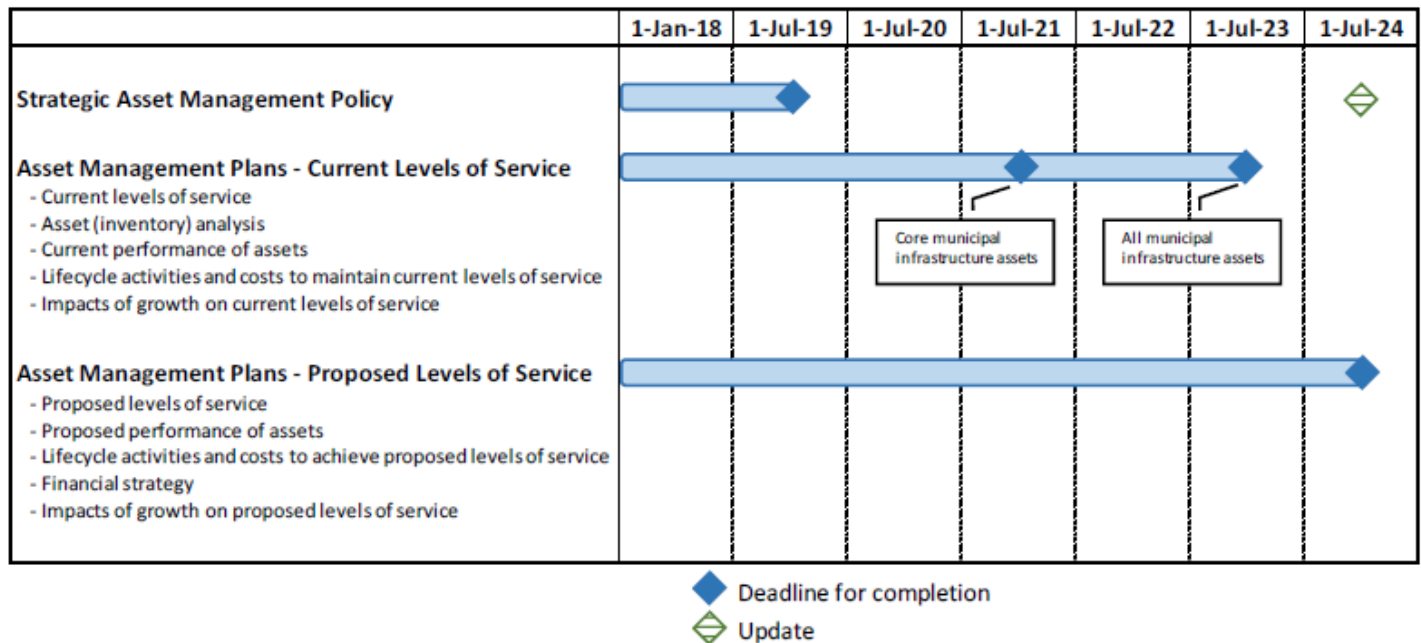 1-Jan-18 1-Jul-19 1-Jul-20 1-Jul-21 1-Jul-22 1-Jul-23 1-Jul-24
Strategic Asset Management Policy
Asset Management Plans - Current Levels of Service
- Current levels of service
- Asset (inventory) analysis
- Current performance of assets
- Lifecycle activities and costs to maintain current levels of service
- Impacts of growth on current levels of service
Core municipal
infrastructure assets
All municipal
infrastructure assets
Asset Management Plans - Proposed Levels of Service
- Proposed levels of service
- Proposed performance of assets
- Lifecycle activities and costs to achieve proposed levels of service
- Financial strategy
- Impacts of growth on proposed levels of service
Deadline for completion
Update